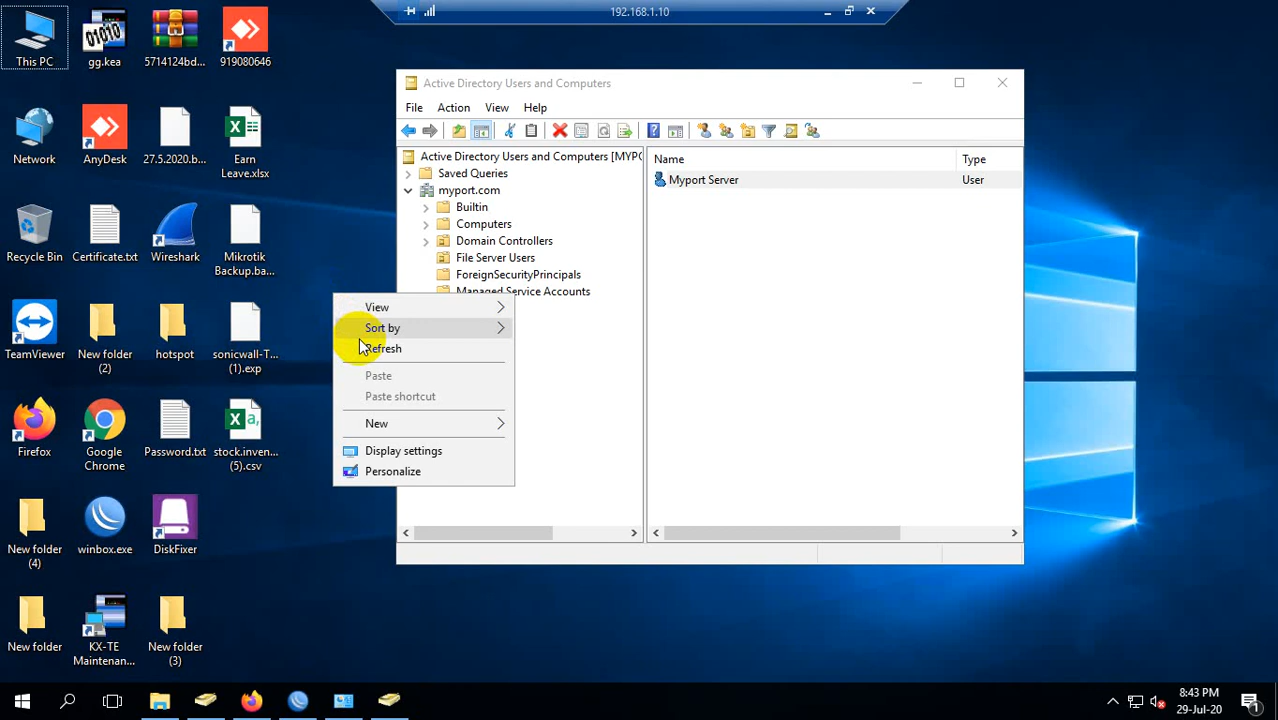 192.168.1.10
This PC
gg.kea
5714124bd...
919080646
Network
AnyDesk
27.5.2020.b...
Earn
Leave.xlsx
Recycle Bin
Certificate.txt
Wireshark
Mikrotik
Backup.ba...
TeamViewer
New folder
(2)
hotspot
sonicwall-T...
(1).exp
Firefox
Google
Chrome
Password.txt
stock.inven...
(5).csv
New folder
(4)
winbox.exe
DiskFixer
New folder
KX-TE
Maintenan...
New folder
(3)
Active Directory Users and Computers
File Action View Help
Active Directory Users and Computers [MYPO
Saved Queries
myport.com
Builtin
Computers
Domain Controllers
File Server Users
ForeignSecurityPrincipals
Managed Service Accounts
Name Type
Myport Server User
View
Sort by
Refresh
Paste
Paste shortcut
New
Display settings
Personalize
8:43 PM
29-Jul-20
1